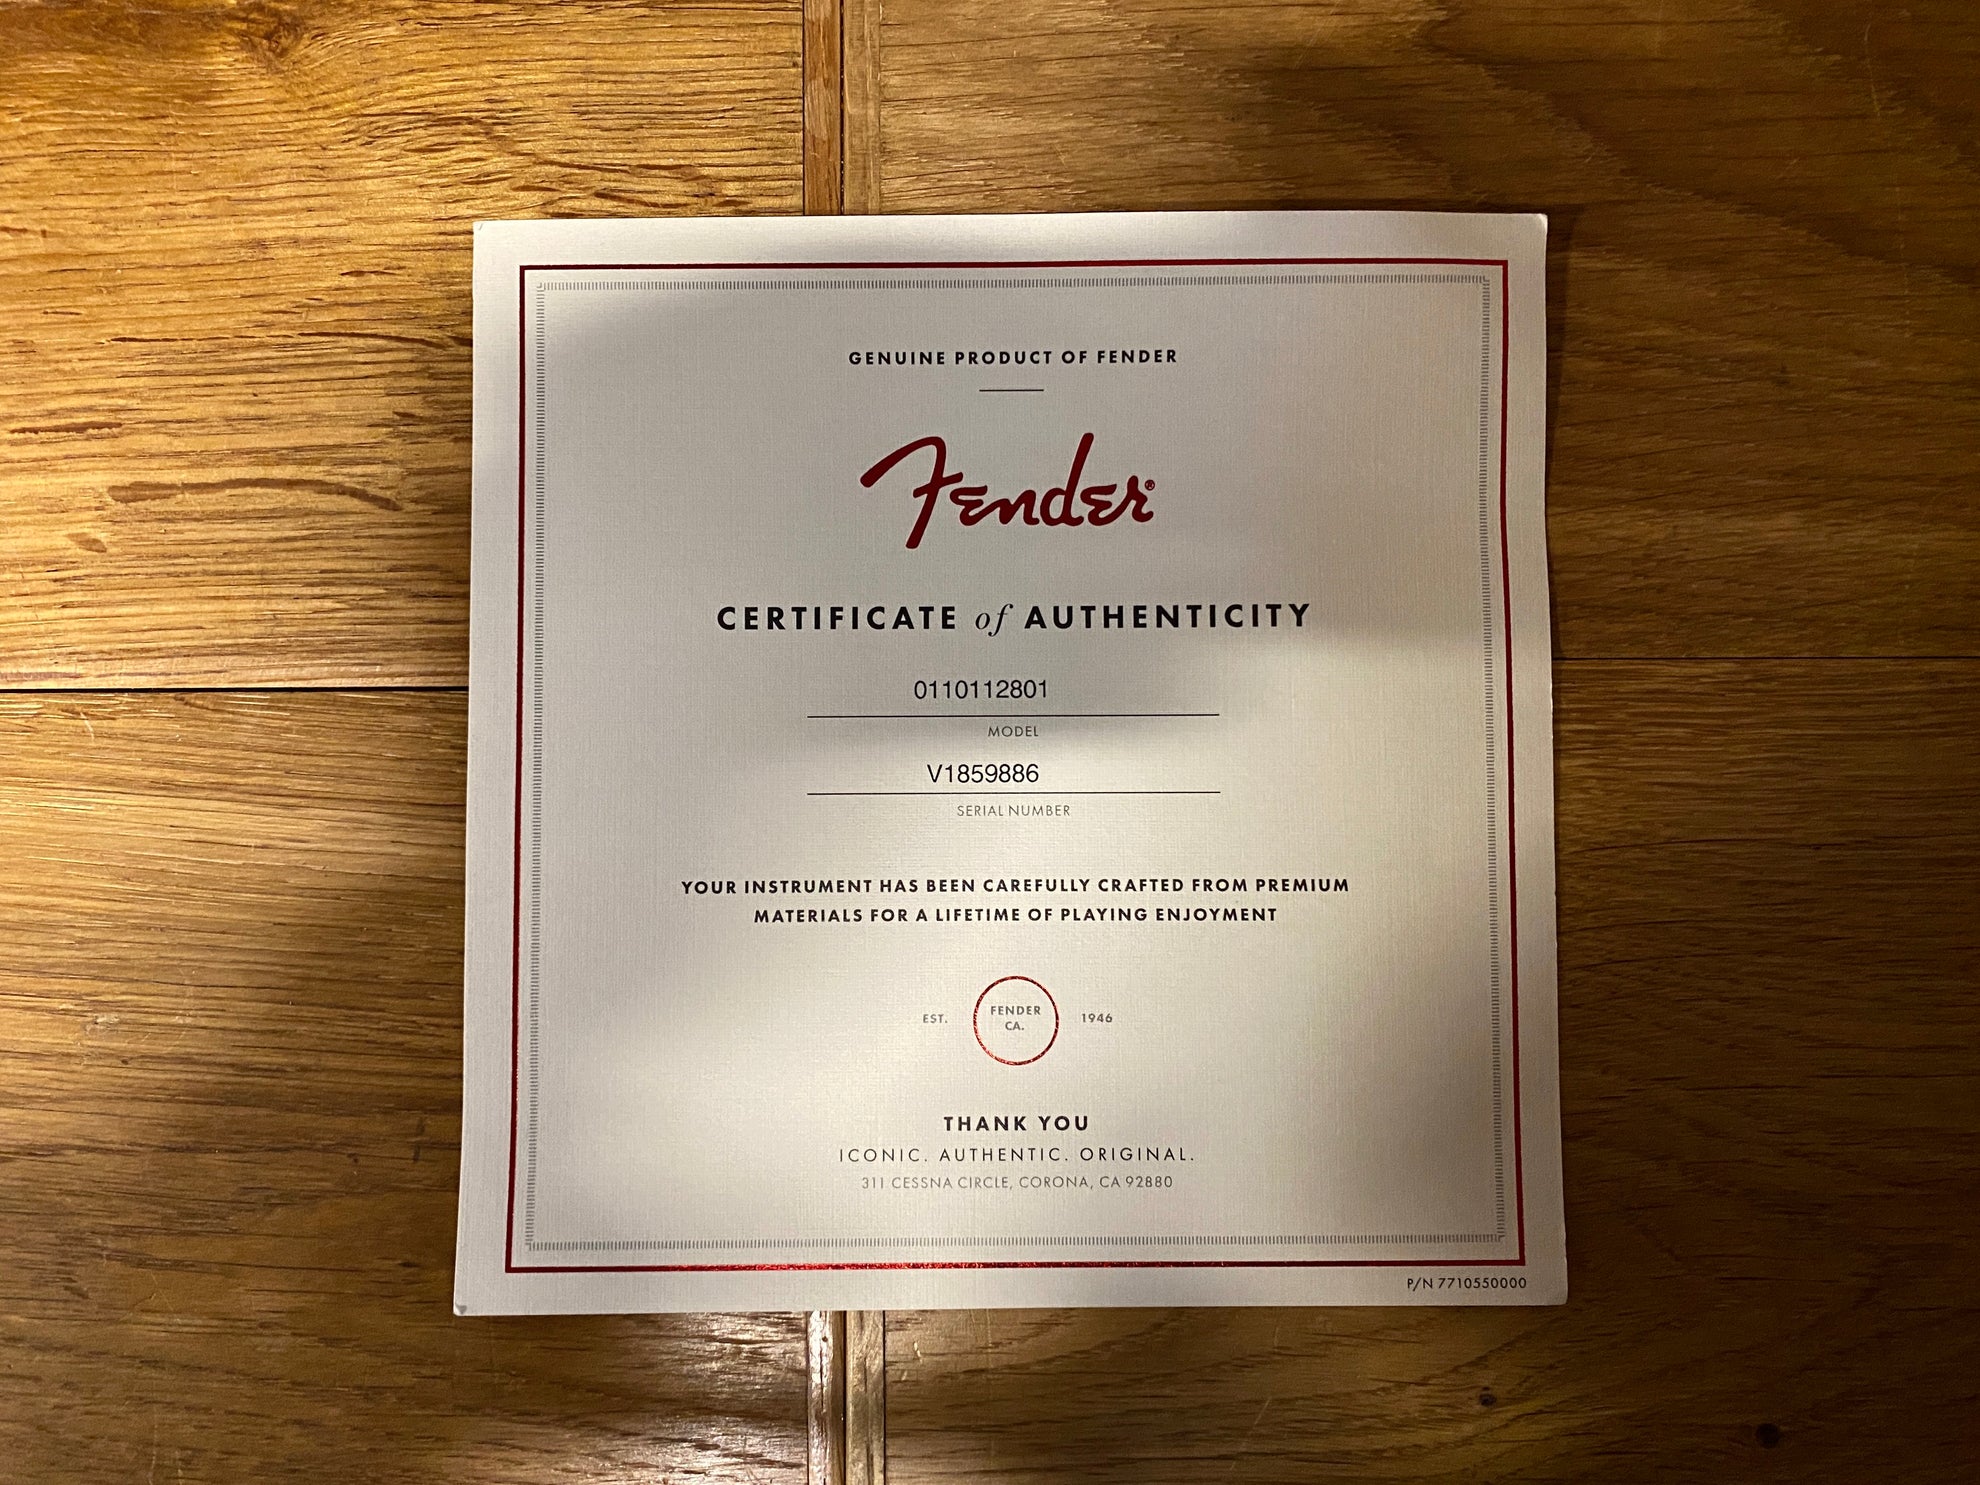 GENUINE PRODUCT OF FENDER
Fender®
CERTIFICATE of AUTHENTICITY
0110112801
MODEL
V1859886
SERIAL NUMBER
YOUR INSTRUMENT HAS BEEN CAREFULLY CRAFTED FROM PREMIUM
MATERIALS FOR A LIFETIME OF PLAYING ENJOYMENT
EST. FENDER CA. 1946
THANK YOU
ICONIC. AUTHENTIC. ORIGINAL.
311 CESSNA CIRCLE, CORONA, CA 92880
P/N 7710550000